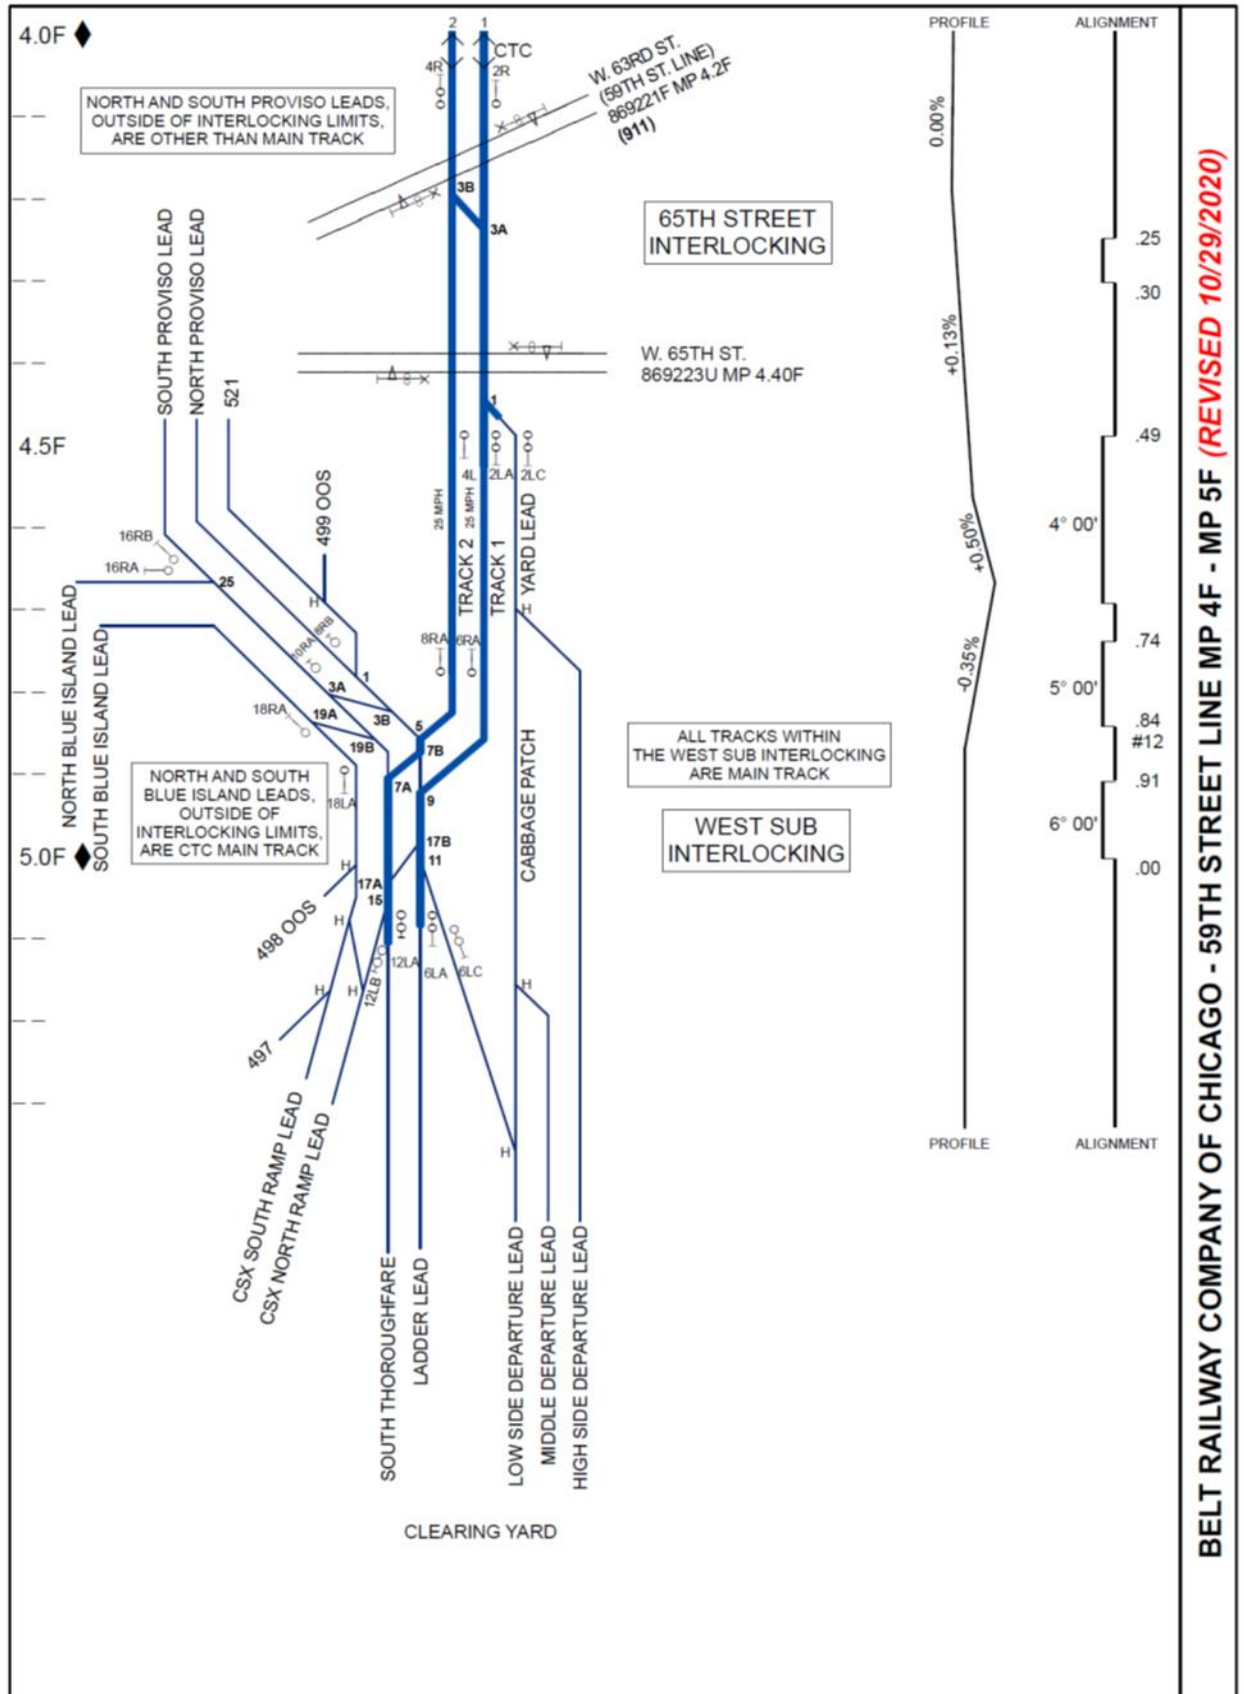 4.0F
2 1
CTC
4R
2R
W. 63RD ST.
(59TH ST. LINE)
869221F MP 4.2F
(911)
NORTH AND SOUTH PROVISO LEADS,
OUTSIDE OF INTERLOCKING LIMITS,
ARE OTHER THAN MAIN TRACK
3B
3A
65TH STREET
INTERLOCKING
SOUTH PROVISO LEAD
NORTH PROVISO LEAD
521
W. 65TH ST.
869223U MP 4.40F
1
4.5F
4L
2LA
2LC
25 MPH
25 MPH
TRACK 2
TRACK 1
YARD LEAD
499 OOS
16RB
16RA
25
H
H
NORTH BLUE ISLAND LEAD
SOUTH BLUE ISLAND LEAD
10RA
8RB
8RA
6RA
1
3A
3B
18RA
19A
19B
5
7B
7A
9
CABBAGE PATCH
ALL TRACKS WITHIN
THE WEST SUB INTERLOCKING
ARE MAIN TRACK
WEST SUB
INTERLOCKING
NORTH AND SOUTH
BLUE ISLAND LEADS,
OUTSIDE OF
INTERLOCKING LIMITS,
ARE CTC MAIN TRACK
18LA
5.0F
17B
11
17A
15
H
498 OOS
H
12LA
12LB
6LA
6LC
H
H
H
497
H
CSX SOUTH RAMP LEAD
CSX NORTH RAMP LEAD
SOUTH THOROUGHFARE
LADDER LEAD
LOW SIDE DEPARTURE LEAD
MIDDLE DEPARTURE LEAD
HIGH SIDE DEPARTURE LEAD
CLEARING YARD
PROFILE
0.00%
+0.13%
+0.50%
-0.35%
PROFILE
ALIGNMENT
.25
.30
.49
4° 00'
.74
5° 00'
.84
#12
.91
6° 00'
.00
ALIGNMENT
BELT RAILWAY COMPANY OF CHICAGO - 59TH STREET LINE MP 4F - MP 5F (REVISED 10/29/2020)